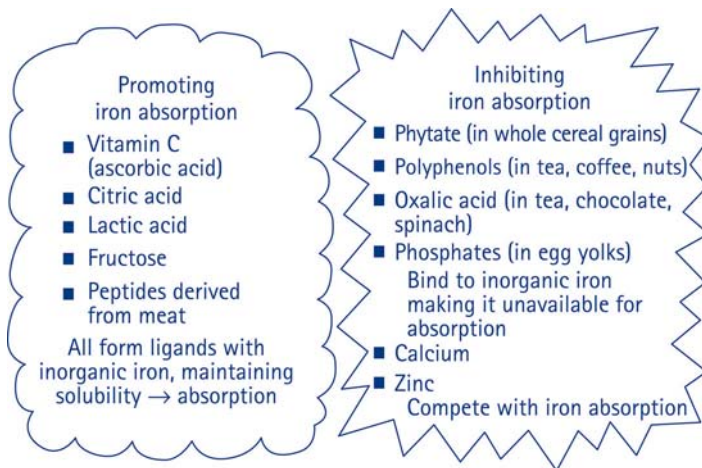 Promoting
iron absorption
■ Vitamin C
(ascorbic acid)
■ Citric acid
■ Lactic acid
■ Fructose
■ Peptides derived
from meat
All form ligands with
inorganic iron, maintaining
solubility → absorption
Inhibiting
iron absorption
■ Phytate (in whole cereal grains)
■ Polyphenols (in tea, coffee, nuts)
■ Oxalic acid (in tea, chocolate,
spinach)
■ Phosphates (in egg yolks)
Bind to inorganic iron
making it unavailable for
absorption
■ Calcium
■ Zinc
Compete with iron absorption